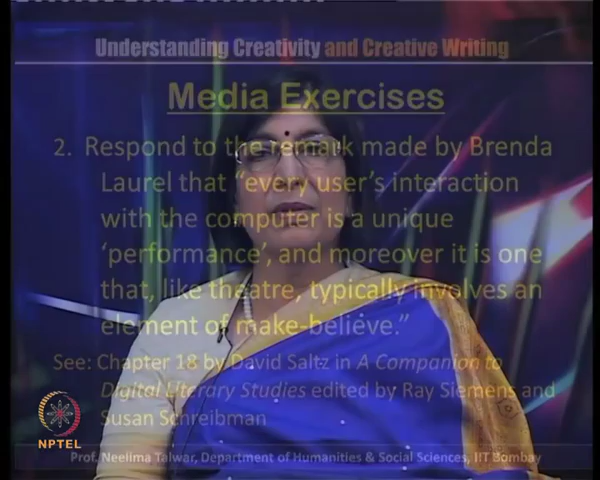 Understanding Creativity and Creative Writing
Media Exercises
2. Respond to the remark made by Brenda
Laurel that “every user’s interaction
with the computer is a unique
‘performance’, and moreover it is one
that, like theatre, typically involves an
element of make-believe.”
See: Chapter 18 by David Saltz in A Companion to
Digital Literary Studies edited by Ray Siemens and
Susan Schreibman
NPTEL
Prof. Neelima Talwar, Department of Humanities & Social Sciences, IIT Bombay